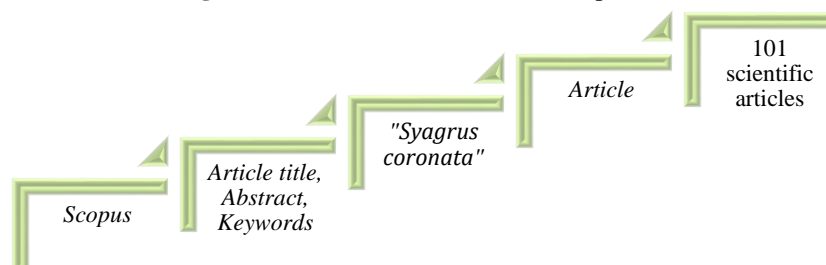 Scopus
Article title,
Abstract,
Keywords
"Syagrus
coronata"
Article
101
scientific
articles